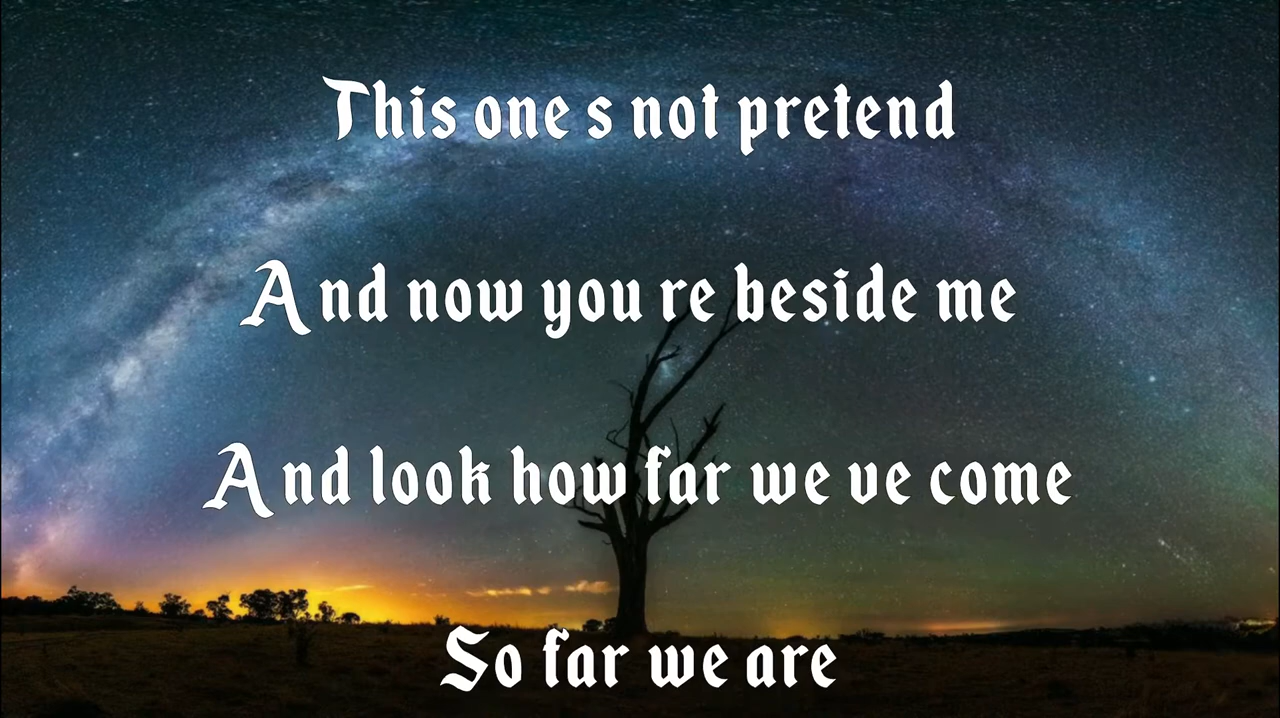 This one s not pretend
And now you re beside me
And look how far we ve come
So far we are